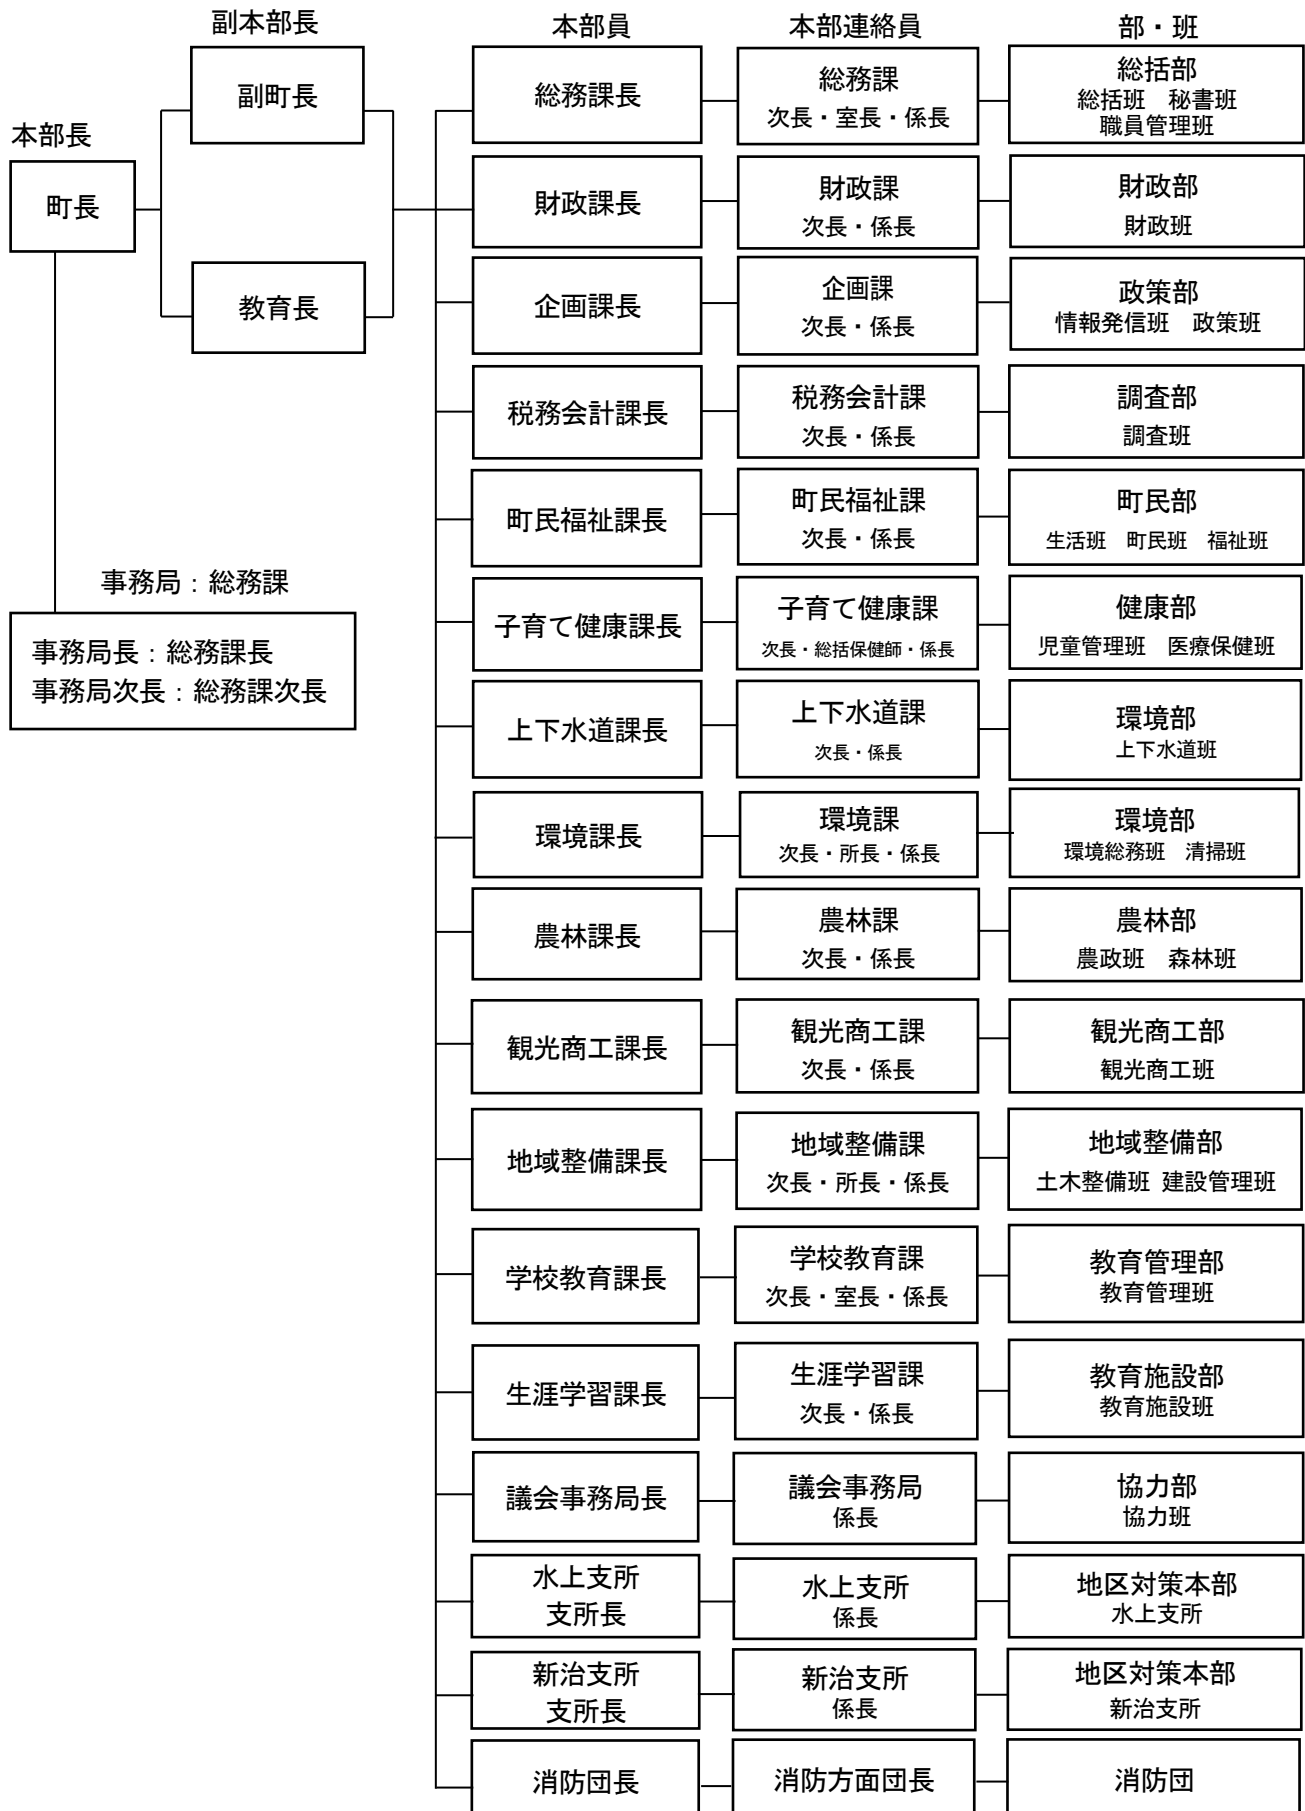 副本部長
本部員
本部連絡員
部・班
本部長
町長
副町長
教育長
事務局：総務課
事務局長：総務課長
事務局次長：総務課次長
総務課長
総務課
次長・室長・係長
総括部
総括班　秘書班
職員管理班
財政課長
財政課
次長・係長
財政部
財政班
企画課長
企画課
次長・係長
政策部
情報発信班　政策班
税務会計課長
税務会計課
次長・係長
調査部
調査班
町民福祉課長
町民福祉課
次長・係長
町民部
生活班　町民班　福祉班
子育て健康課長
子育て健康課
次長・総括保健師・係長
健康部
児童管理班　医療保健班
上下水道課長
上下水道課
次長・係長
環境部
上下水道班
環境課長
環境課
次長・所長・係長
環境部
環境総務班　清掃班
農林課長
農林課
次長・係長
農林部
農政班　森林班
観光商工課長
観光商工課
次長・係長
観光商工部
観光商工班
地域整備課長
地域整備課
次長・所長・係長
地域整備部
土木整備班 建設管理班
学校教育課長
学校教育課
次長・室長・係長
教育管理部
教育管理班
生涯学習課長
生涯学習課
次長・係長
教育施設部
教育施設班
議会事務局長
議会事務局
係長
協力部
協力班
水上支所
支所長
水上支所
係長
地区対策本部
水上支所
新治支所
支所長
新治支所
係長
地区対策本部
新治支所
消防団長
消防方面団長
消防団